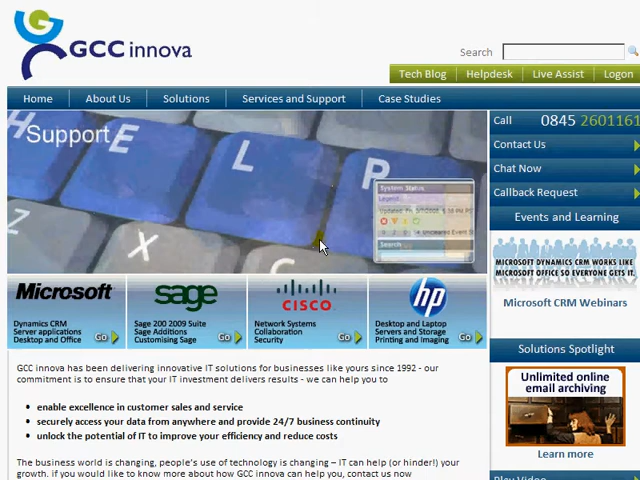 GCC innova
Search
Tech Blog Helpdesk Live Assist Logon
Home About Us Solutions Services and Support Case Studies
Support
H E L P
Z X C
System Status
Legend
Search
Call 0845 2601161
Contact Us
Chat Now
Callback Request
Events and Learning
MICROSOFT DYNAMICS CRM WORKS LIKE
MICROSOFT OFFICE SO EVERYONE GETS IT.
Microsoft CRM Webinars
Microsoft
Dynamics CRM
Server applications
Desktop and Office
Go
sage
Sage 200 2009 Suite
Sage Additions
Customising Sage
Go
CISCO
Network Systems
Collaboration
Security
Go
hp
Desktop and Laptop
Servers and Storage
Printing and Imaging
Go
Solutions Spotlight
Unlimited online
email archiving
Learn more
Play Video
GCC innova has been delivering innovative IT solutions for businesses like yours since 1992 - our
commitment is to ensure that your IT investment delivers results - we can help you to
enable excellence in customer sales and service
securely access your data from anywhere and provide 24/7 business continuity
unlock the potential of IT to improve your efficiency and reduce costs
The business world is changing, people's use of technology is changing – IT can help (or hinder!) your
growth. if you would like to know more about how GCC innova can help you, contact us now